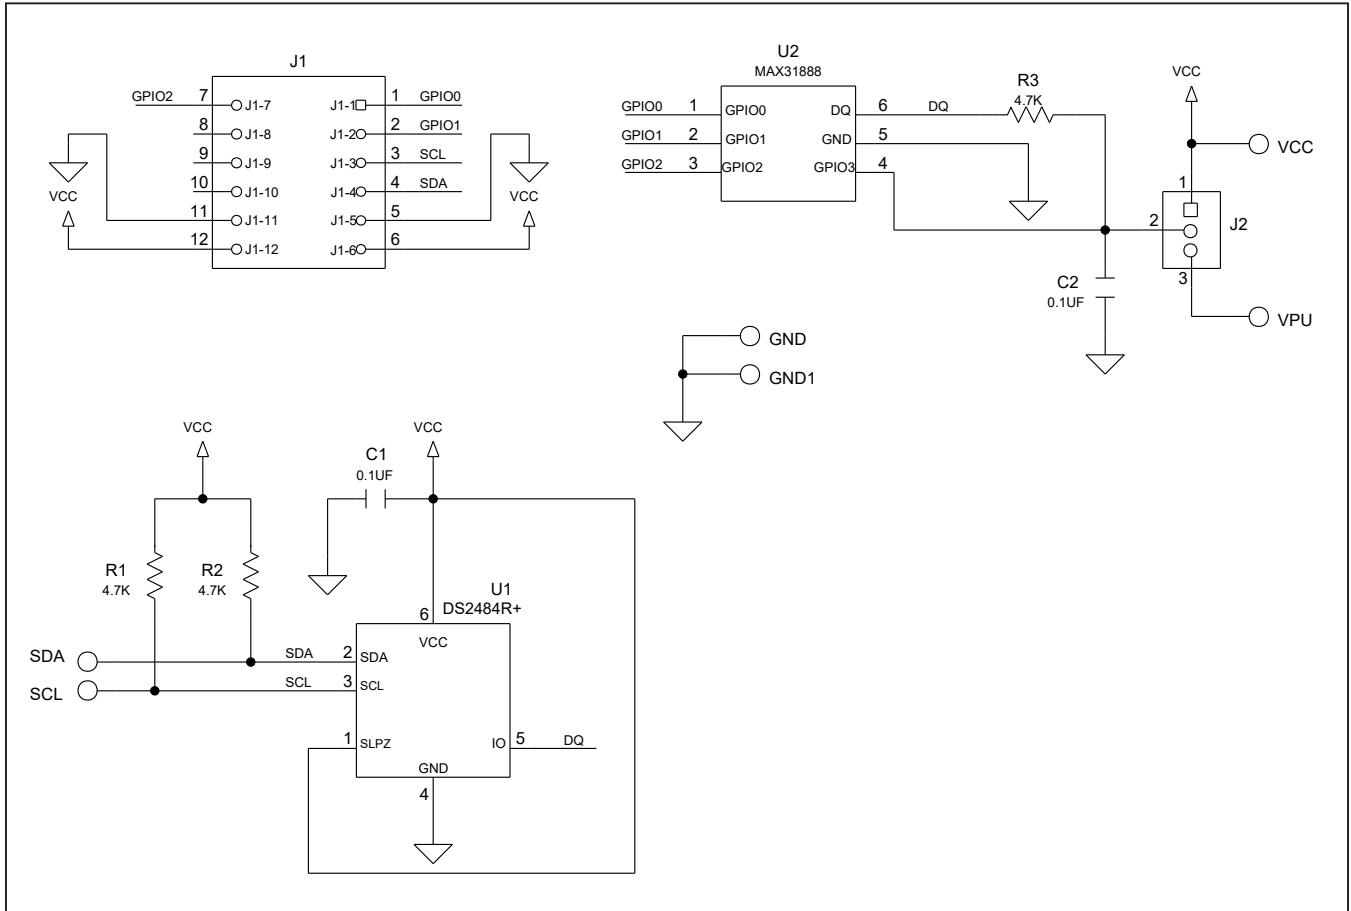 J1
GPIO2 7 J1-7 J1-1 1 GPIO0
8 J1-8 J1-2 2 GPIO1
9 J1-9 J1-3 3 SCL
10 J1-10 J1-4 4 SDA
VCC VCC
11 J1-11 J1-5 5
12 J1-12 J1-6 6
U2
MAX31888
GPIO0 1 GPIO0 DQ 6 DQ
GPIO1 2 GPIO1 GND 5
GPIO2 3 GPIO2 GPIO3 4
R3
4.7K
VCC
VCC
1
2
J2
3
C2
0.1UF
VPU
GND
GND1
VCC
VCC
C1
0.1UF
R1
4.7K
R2
4.7K
U1
DS2484R+
6
VCC
SDA SDA 2 SDA
SCL SCL 3 SCL
1 SLPZ IO 5 DQ
GND
4